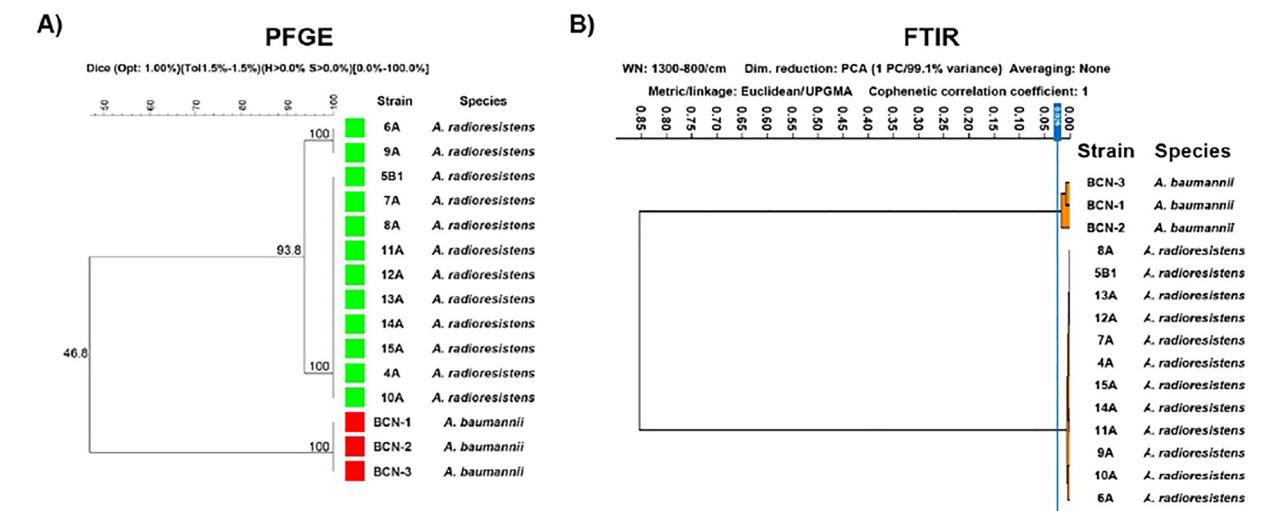 A)
PFGE
Dice (Opt: 1.00%)(Tol1.5%-1.5%)(H>0.0% S>0.0%)[0.0%-100.0%]
50 60 70 80 90 100
Strain Species
6A A. radioresistens
9A A. radioresistens
5B1 A. radioresistens
7A A. radioresistens
8A A. radioresistens
11A A. radioresistens
12A A. radioresistens
13A A. radioresistens
14A A. radioresistens
15A A. radioresistens
4A A. radioresistens
10A A. radioresistens
BCN-1 A. baumannii
BCN-2 A. baumannii
BCN-3 A. baumannii
100
93.8
100
46.8
100
B)
FTIR
WN: 1300-800/cm Dim. reduction: PCA (1 PC/99.1% variance) Averaging: None
Metric/linkage: Euclidean/UPGMA Cophenetic correlation coefficient: 1
0.85 0.80 0.75 0.70 0.65 0.60 0.55 0.50 0.45 0.40 0.35 0.30 0.25 0.20 0.15 0.10 0.05 0.00
Strain Species
BCN-3 A. baumannii
BCN-1 A. baumannii
BCN-2 A. baumannii
8A A. radioresistens
5B1 A. radioresistens
13A A. radioresistens
12A A. radioresistens
7A A. radioresistens
4A A. radioresistens
15A A. radioresistens
14A A. radioresistens
11A A. radioresistens
9A A. radioresistens
10A A. radioresistens
6A A. radioresistens